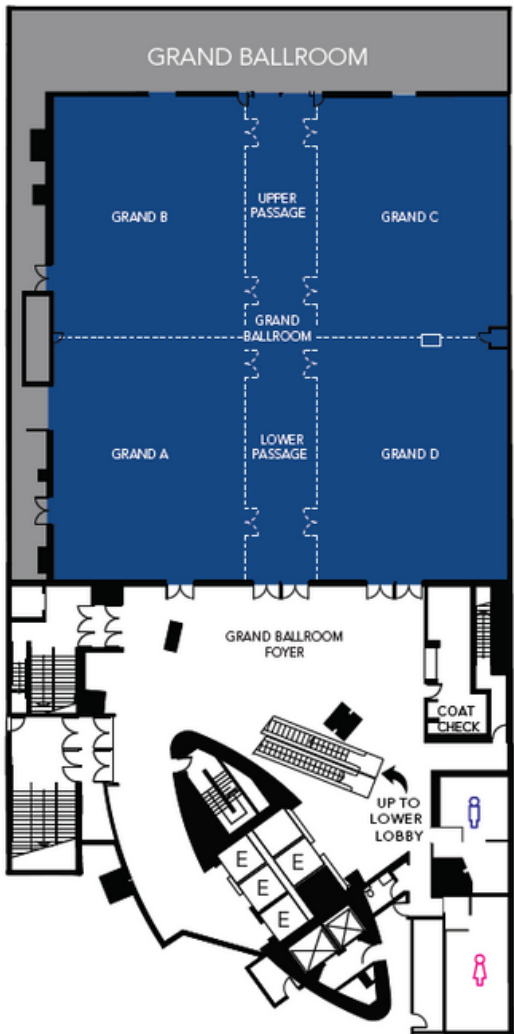 GRAND BALLROOM
UPPER
PASSAGE
GRAND B
GRAND C
GRAND
BALLROOM
GRAND A
LOWER
PASSAGE
GRAND D
GRAND BALLROOM
FOYER
COAT
CHECK
UP TO
LOWER
LOBBY
E
E
E
E